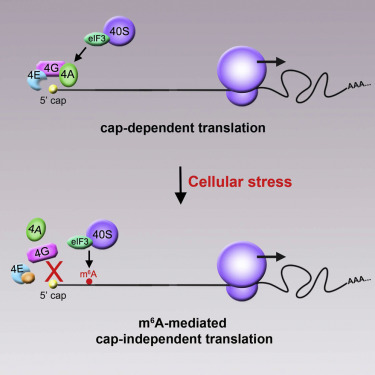 40S
eIF3
4G
4E
4A
5' cap
AAA...
cap-dependent translation
Cellular stress
4A
4G
40S
eIF3
4E
m⁶A
5' cap
AAA...
m⁶A-mediated
cap-independent translation